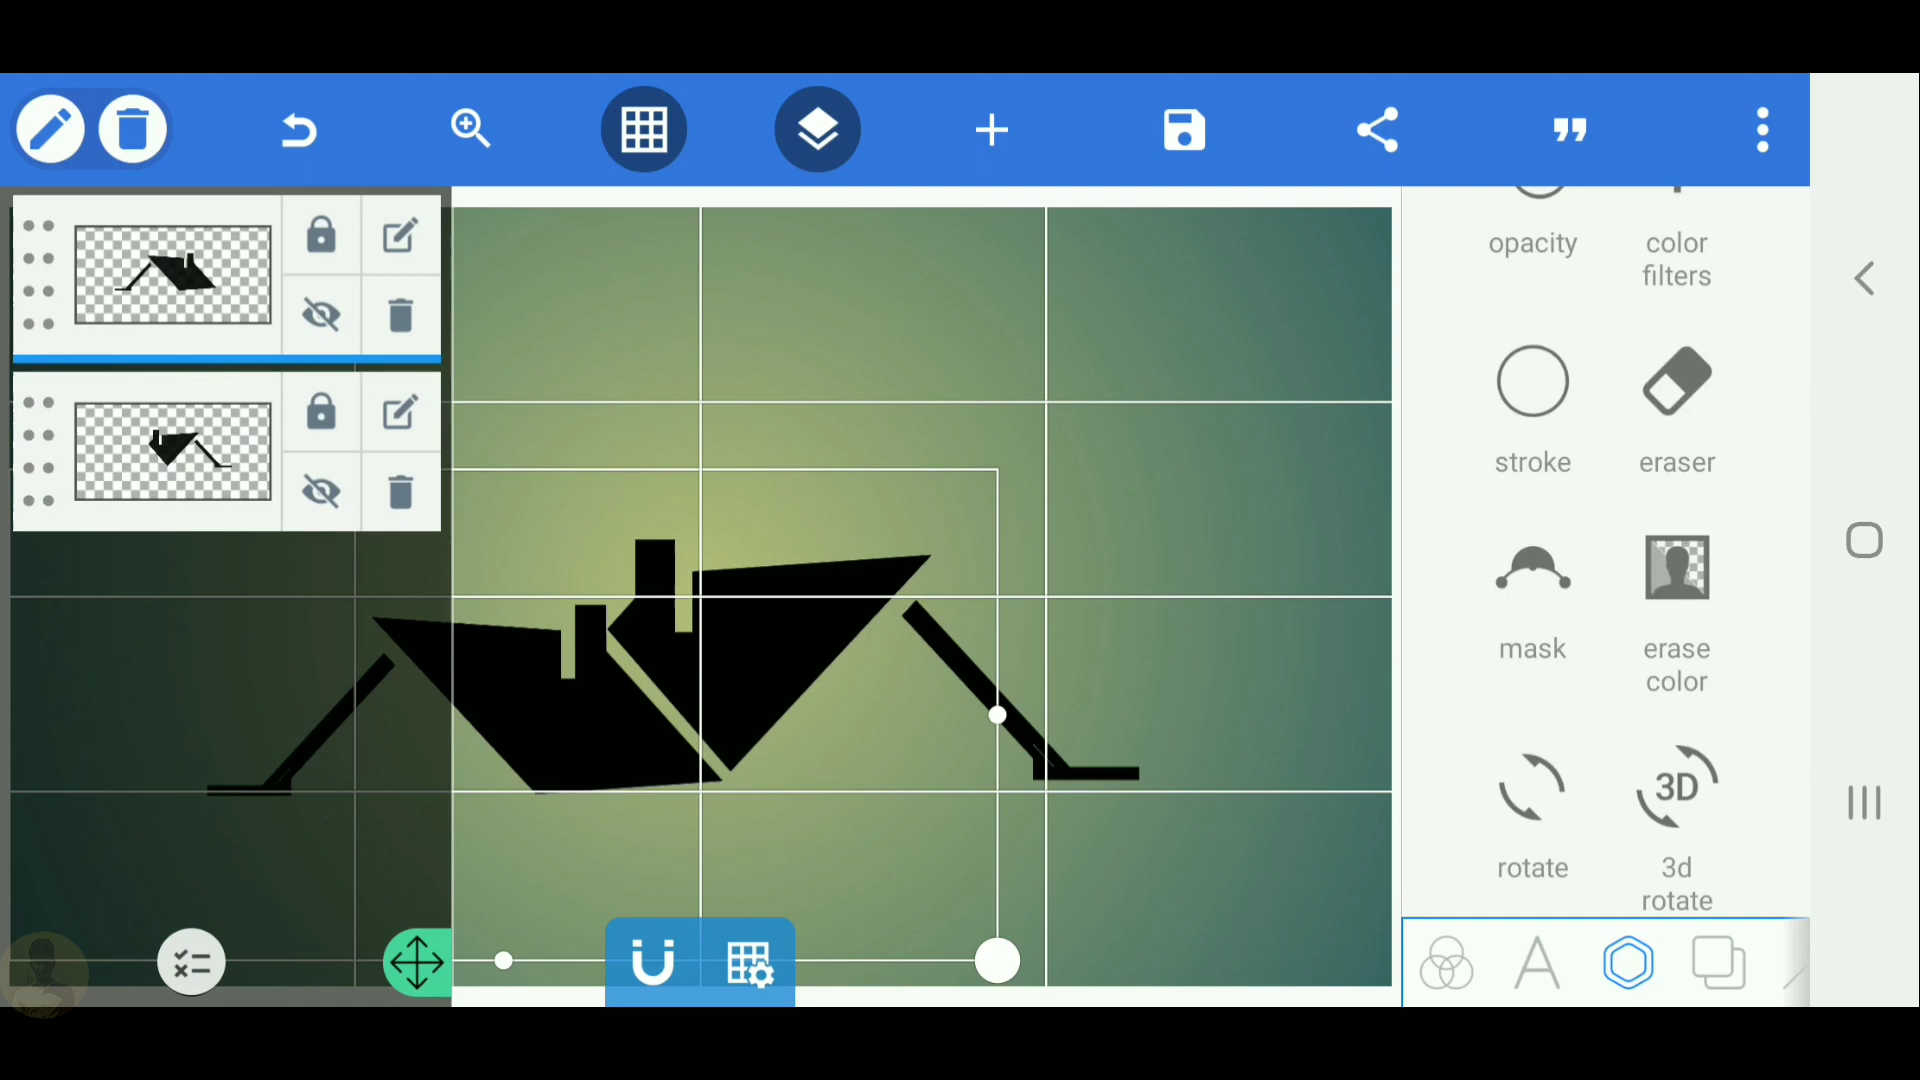 opacity
color
filters
stroke
eraser
mask
erase
color
3D
rotate
3d
rotate